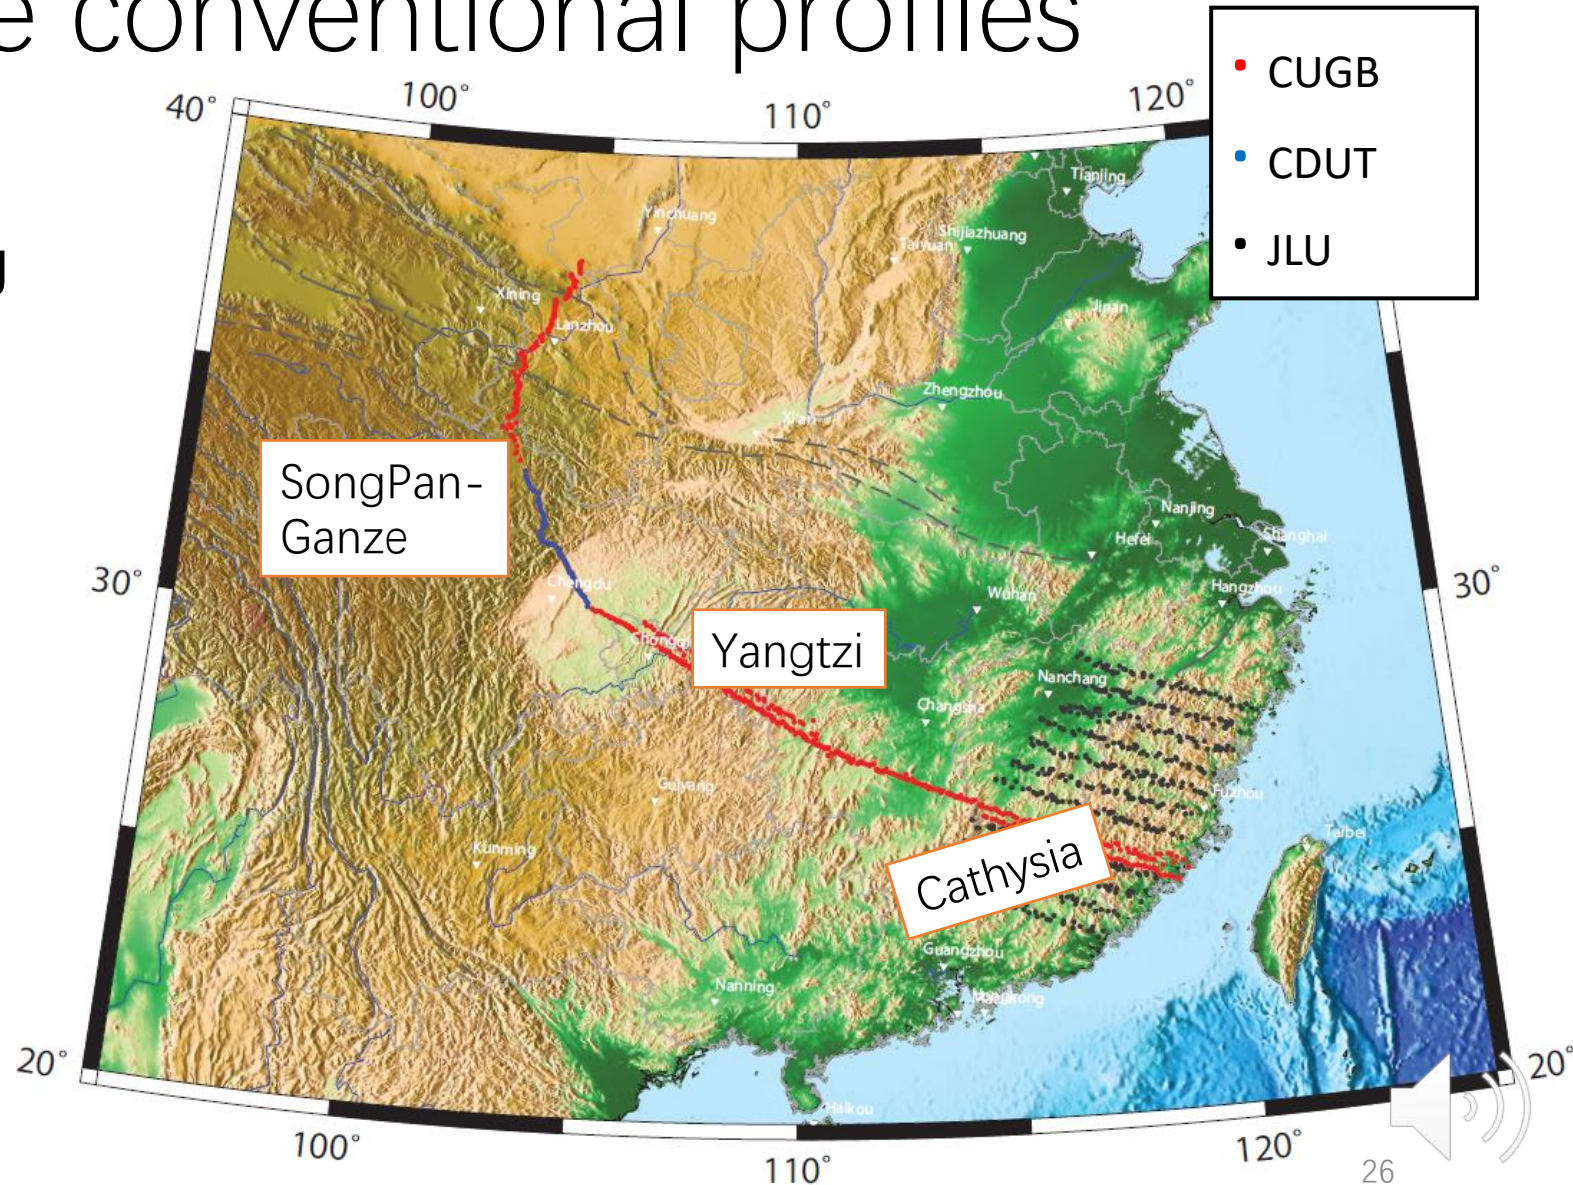 e conventional profiles
CUGB
CDUT
JLU
40° 100° 110° 120°
Tianjing
Yinchuang
Shijiazhuang
Taiyuan
Xining
Jinan
Lanzhou
Zhengzhou
Xi'an
SongPan-
Ganze
Nanjing
Hefei
Shanghai
30° 30°
Chengdu
Hangzhou
Wuhan
Yangtzi
Nanchang
Changsha
Guiyang
Fuzhou
Taibei
Kunming
Cathysia
Guangzhou
Nanning
20° 20°
Haikou
100° 110° 120°
26